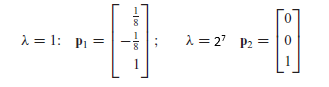 λ = 1: p₁ = [1/8 -1/8 1]; λ = 2⁷ p₂ = [0 0 1]